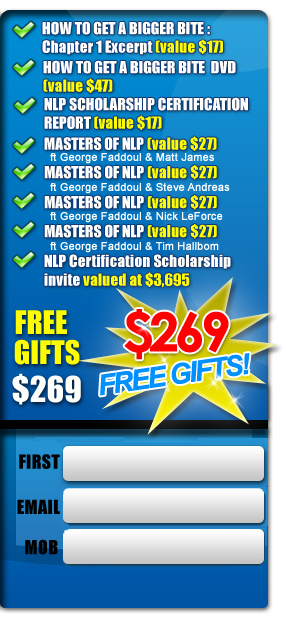 HOW TO GET A BIGGER BITE :
Chapter 1 Excerpt (value $17)
HOW TO GET A BIGGER BITE DVD
(value $47)
NLP SCHOLARSHIP CERTIFICATION
REPORT (value $17)
MASTERS OF NLP (value $27)
ft George Faddoul & Matt James
MASTERS OF NLP (value $27)
ft George Faddoul & Steve Andreas
MASTERS OF NLP (value $27)
ft George Faddoul & Nick LeForce
MASTERS OF NLP (value $27)
ft George Faddoul & Tim Hallbom
NLP Certification Scholarship
invite valued at $3,695
FREE
GIFTS
$269
$269
FREE GIFTS!
FIRST
EMAIL
MOB